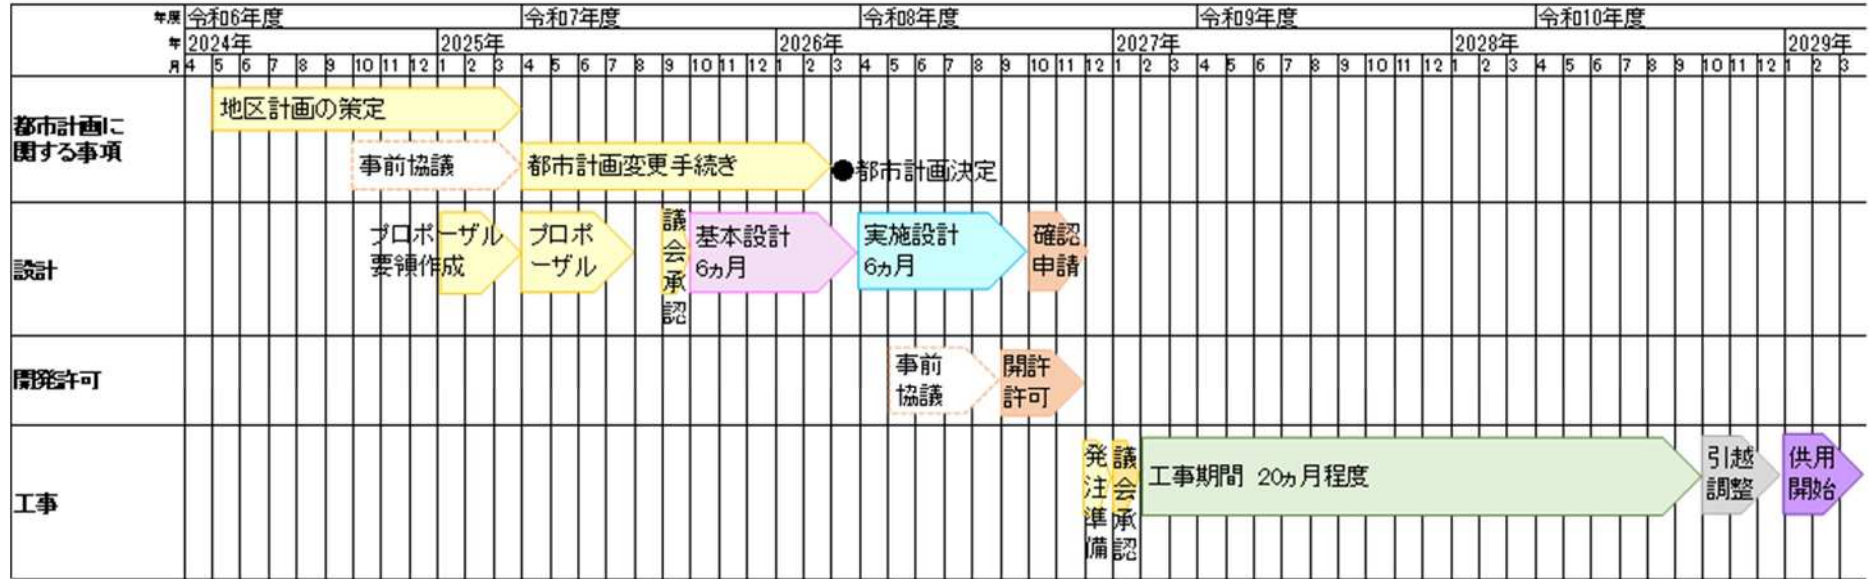 年度 令和6年度 令和7年度 令和8年度 令和9年度 令和10年度
年 2024年 2025年 2026年 2027年 2028年 2029年
月 4 5 6 7 8 9 10 11 12 1 2 3 4 5 6 7 8 9 10 11 12 1 2 3 4 5 6 7 8 9 10 11 12 1 2 3 4 5 6 7 8 9 10 11 12 1 2 3 4 5 6 7 8 9 10 11 12 1 2 3
都市計画に
関する事項
地区計画の策定
事前協議
都市計画変更手続き
●都市計画決定
設計
プロポーザル
要領作成
プロポ
ーザル
議会承認
基本設計
6ヵ月
実施設計
6ヵ月
確認
申請
開発許可
事前
協議
開許
許可
工事
発注準備
議会承認
工事期間 20ヵ月程度
引越
調整
供用
開始